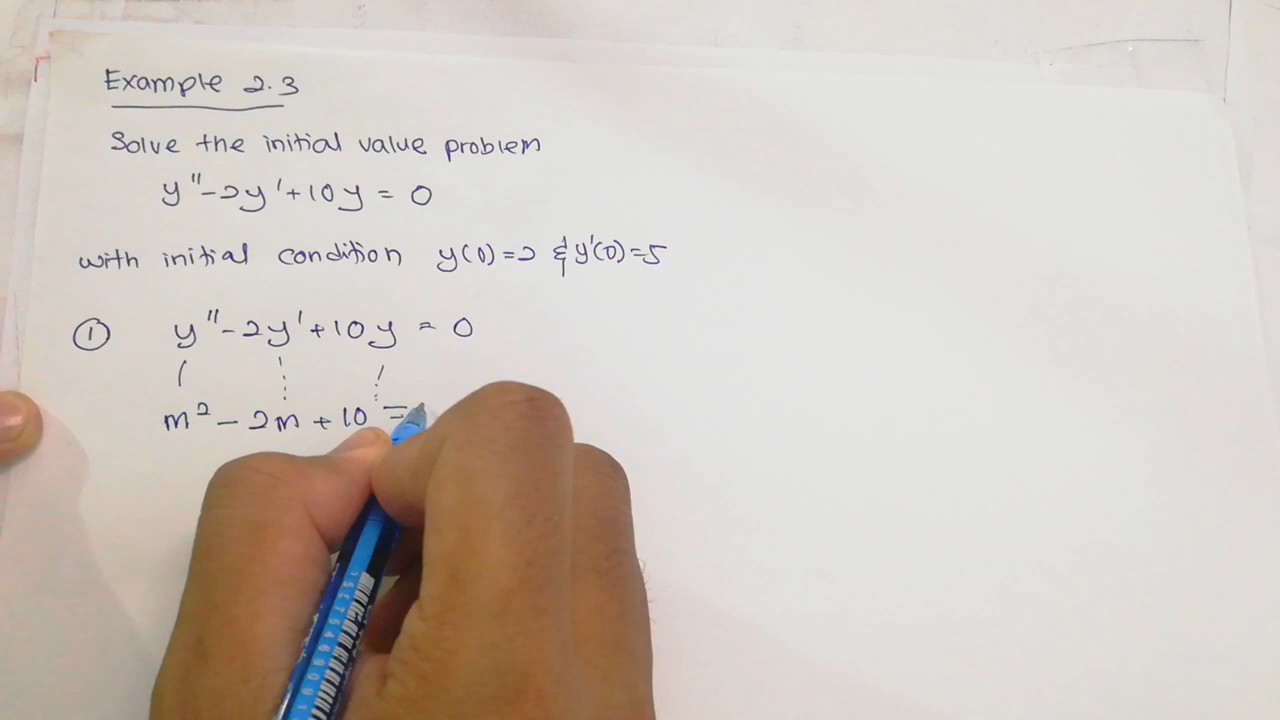 Example 2.3
Solve the initial value problem
y" - 2y' + 10y = 0
with initial condition y(0)=2 & y'(0)=5
① y" - 2y' + 10y = 0
m² - 2m + 10 =